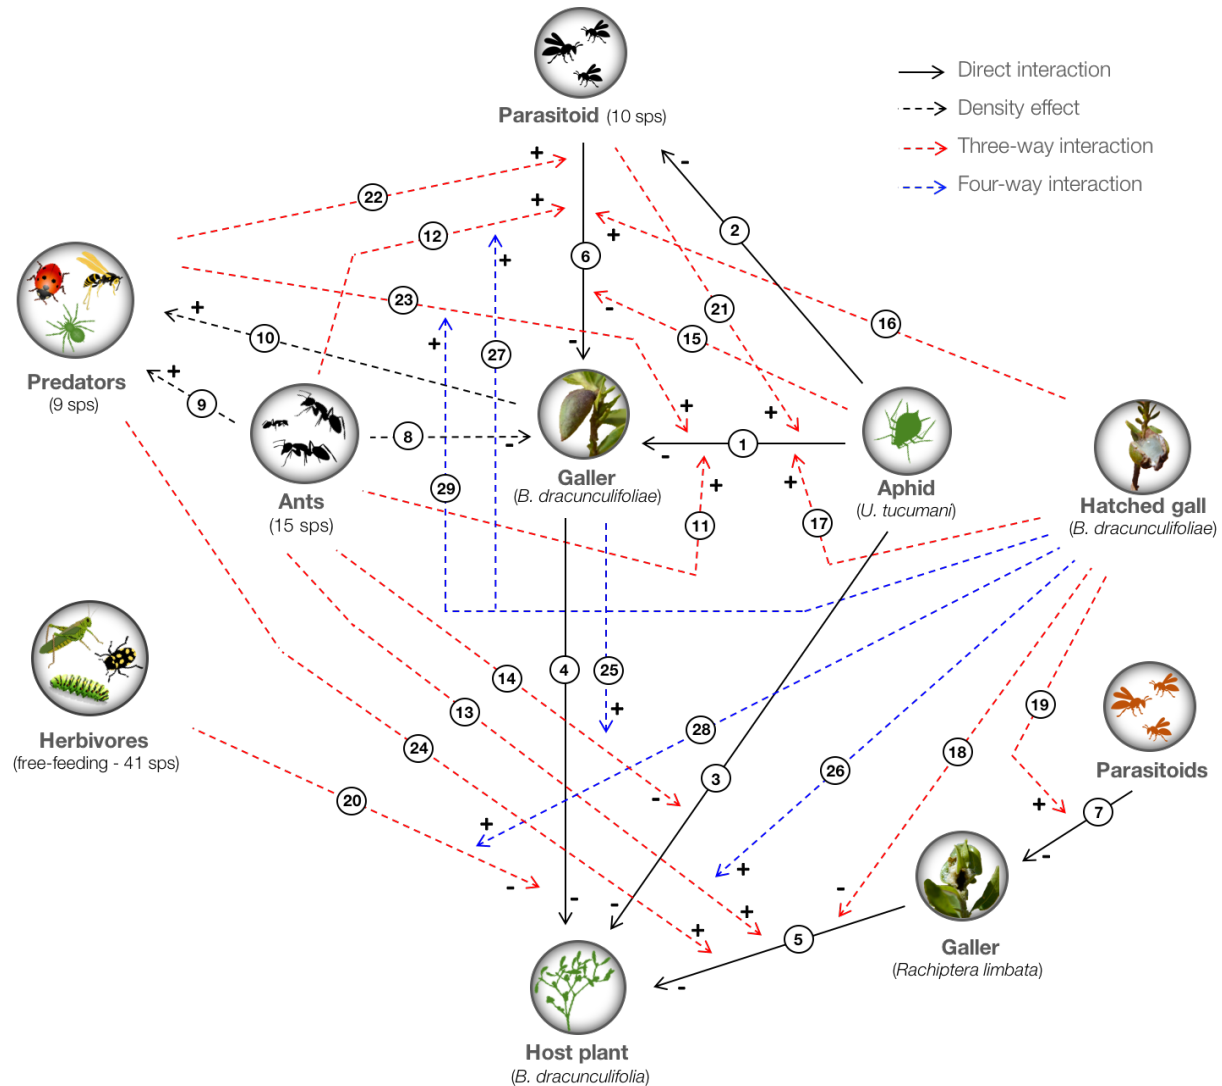 Parasitoid (10 sps)
Direct interaction
Density effect
Three-way interaction
Four-way interaction
+
-
22
+
12
2
+
6
+
23
21
+
-
16
10
27
15
+
-
Predators
(9 sps)
+
9
+
+
8
-
1
-
Galler
(B. dracunculifoliae)
29
Ants
(15 sps)
+
+
Aphid
(U. tucumani)
Hatched gall
(B. dracunculifoliae)
11
17
4
25
14
13
+
19
Herbivores
(free-feeding - 41 sps)
24
28
18
26
3
Parasitoids
20
-
+
+
7
-
+
-
-
-
-
+
+
5
-
Galler
(Rachiptera limbata)
Host plant
(B. dracunculifolia)